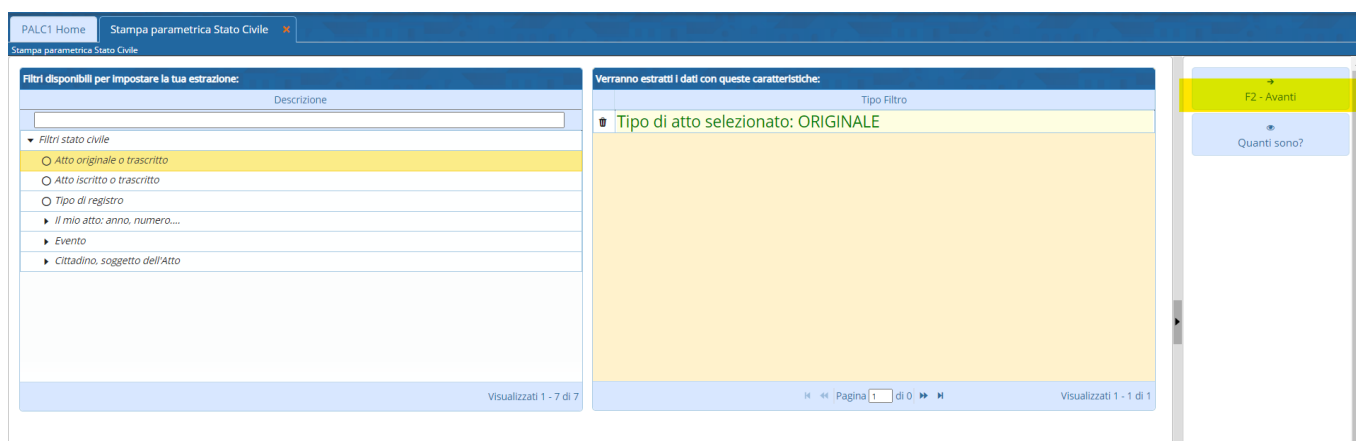 PALC1 Home
Stampa parametrica Stato Civile
Stampa parametrica Stato Civile
Filtri disponibili per impostare la tua estrazione:
Descrizione
Filtri stato civile
Atto originale o trascritto
Atto iscritto o trascritto
Tipo di registro
Il mio atto: anno, numero....
Evento
Cittadino, soggetto dell'Atto
Visualizzati 1 - 7 di 7
Verranno estratti i dati con queste caratteristiche:
Tipo Filtro
Tipo di atto selezionato: ORIGINALE
Pagina 1 di 0
Visualizzati 1 - 1 di 1
F2 - Avanti
Quanti sono?